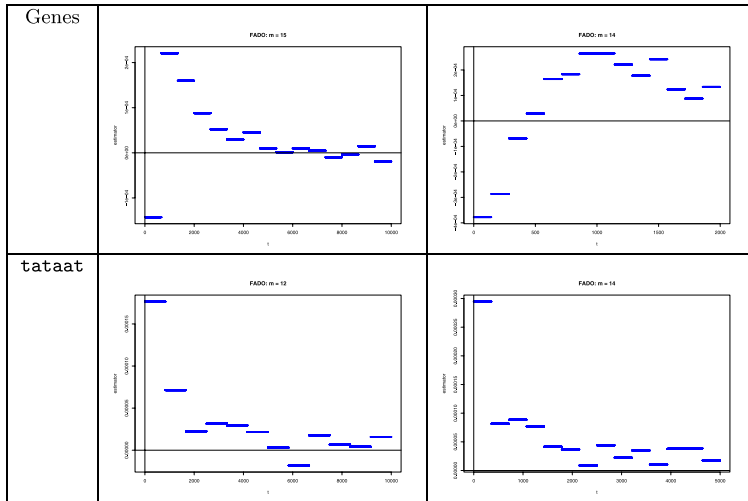 Genes
FADO: m = 15
estimator
−1e−04 0e+00 1e−04 2e−04
0 2000 4000 6000 8000 10000
t
FADO: m = 14
estimator
−4e−04 −3e−04 −2e−04 −1e−04 0e+00 1e−04 2e−04
0 500 1000 1500 2000
t
tataat
FADO: m = 12
estimator
0.00000 0.00005 0.00010 0.00015
0 2000 4000 6000 8000 10000
t
FADO: m = 14
estimator
0.00000 0.00005 0.00010 0.00015 0.00020 0.00025 0.00030
0 1000 2000 3000 4000 5000
t